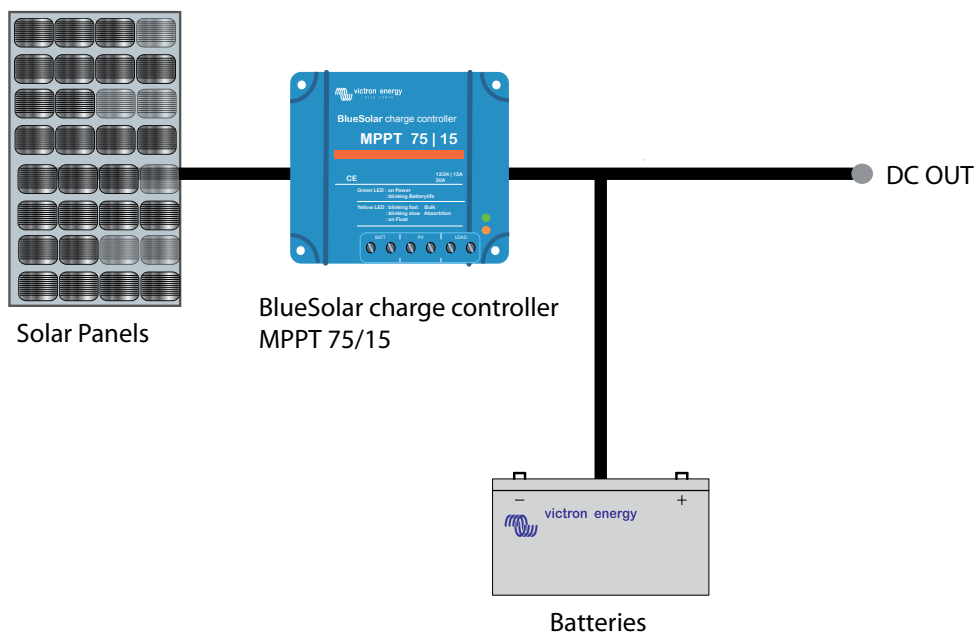 victron energy
BLUE POWER
BlueSolar charge controller
MPPT 75 | 15
CE
12/24 | 15A
20A
Green LED : on Power
: blinking Batterylife
Yellow LED : blinking fast Bulk
: blinking slow Absorbtion
: on Float
BATT PV LOAD
DC OUT
BlueSolar charge controller
MPPT 75/15
Solar Panels
− +
victron energy
Batteries